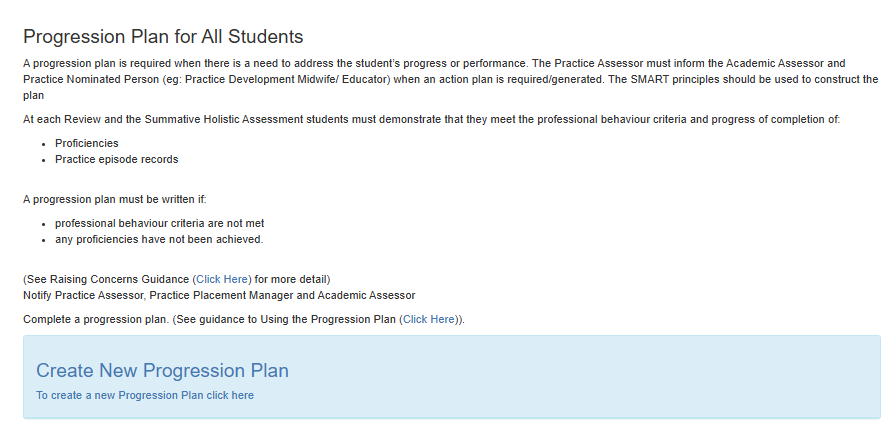 Progression Plan for All Students
A progression plan is required when there is a need to address the student's progress or performance. The Practice Assessor must inform the Academic Assessor and
Practice Nominated Person (eg: Practice Development Midwife/ Educator) when an action plan is required/generated. The SMART principles should be used to construct the
plan
At each Review and the Summative Holistic Assessment students must demonstrate that they meet the professional behaviour criteria and progress of completion of:
• Proficiencies
• Practice episode records
A progression plan must be written if:
• professional behaviour criteria are not met
• any proficiencies have not been achieved.
(See Raising Concerns Guidance (Click Here) for more detail)
Notify Practice Assessor, Practice Placement Manager and Academic Assessor
Complete a progression plan. (See guidance to Using the Progression Plan (Click Here)).
Create New Progression Plan
To create a new Progression Plan click here